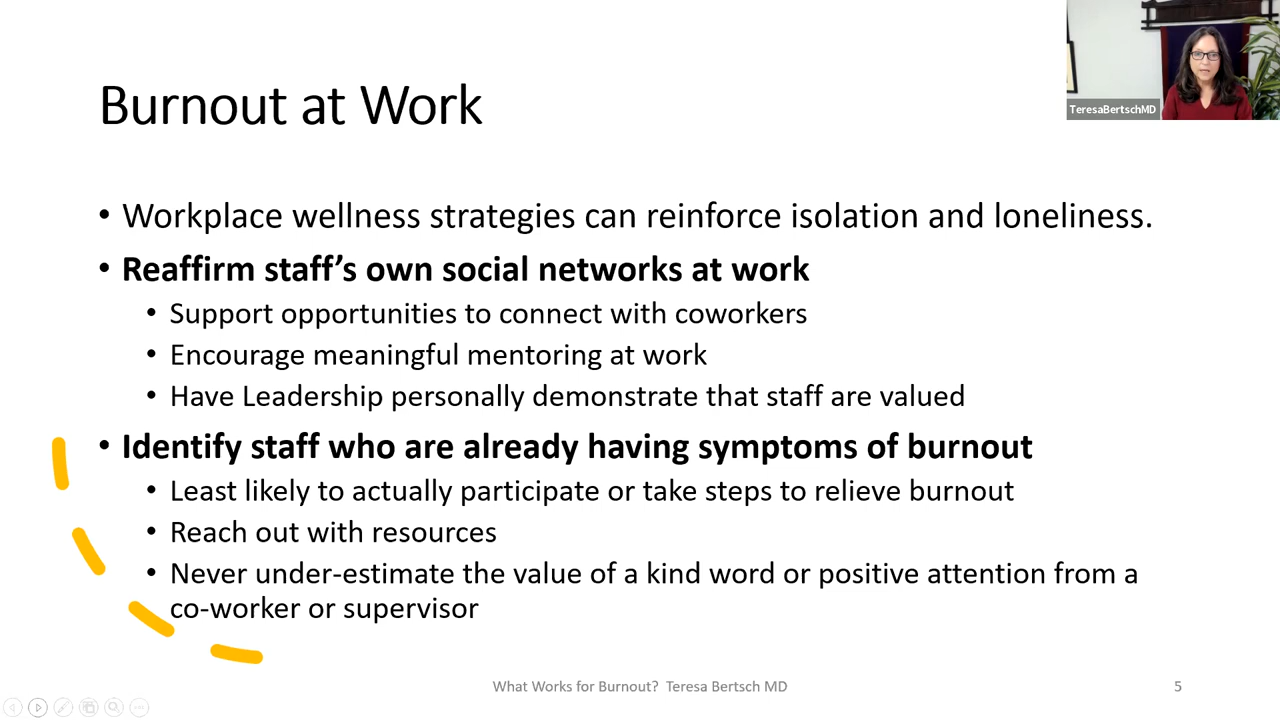 TeresaBertschMD
Burnout at Work
• Workplace wellness strategies can reinforce isolation and loneliness.
• Reaffirm staff’s own social networks at work
• Support opportunities to connect with coworkers
• Encourage meaningful mentoring at work
• Have Leadership personally demonstrate that staff are valued
• Identify staff who are already having symptoms of burnout
• Least likely to actually participate or take steps to relieve burnout
• Reach out with resources
• Never under-estimate the value of a kind word or positive attention from a
co-worker or supervisor
What Works for Burnout? Teresa Bertsch MD
5